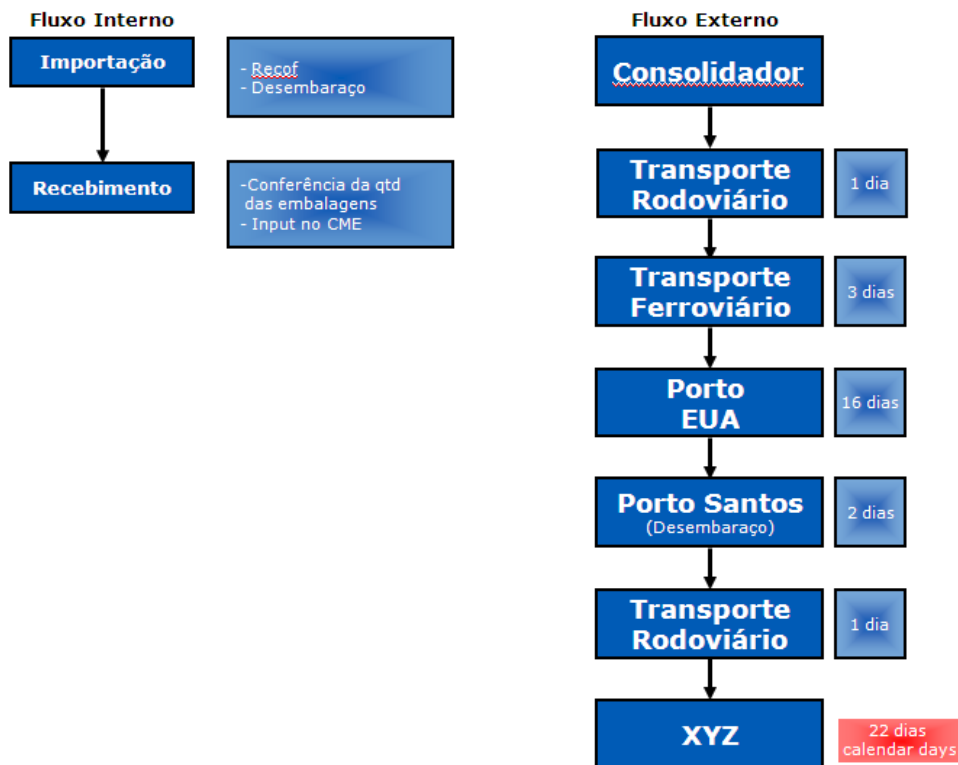 Fluxo Interno
Importação
- Recof
- Desembaraço
Recebimento
-Conferência da qtd
das embalagens
- Input no CME
Fluxo Externo
Consolidador
Transporte
Rodoviário
1 dia
Transporte
Ferroviário
3 dias
Porto
EUA
16 dias
Porto Santos
(Desembaraço)
2 dias
Transporte
Rodoviário
1 dia
XYZ
22 dias
calendar days